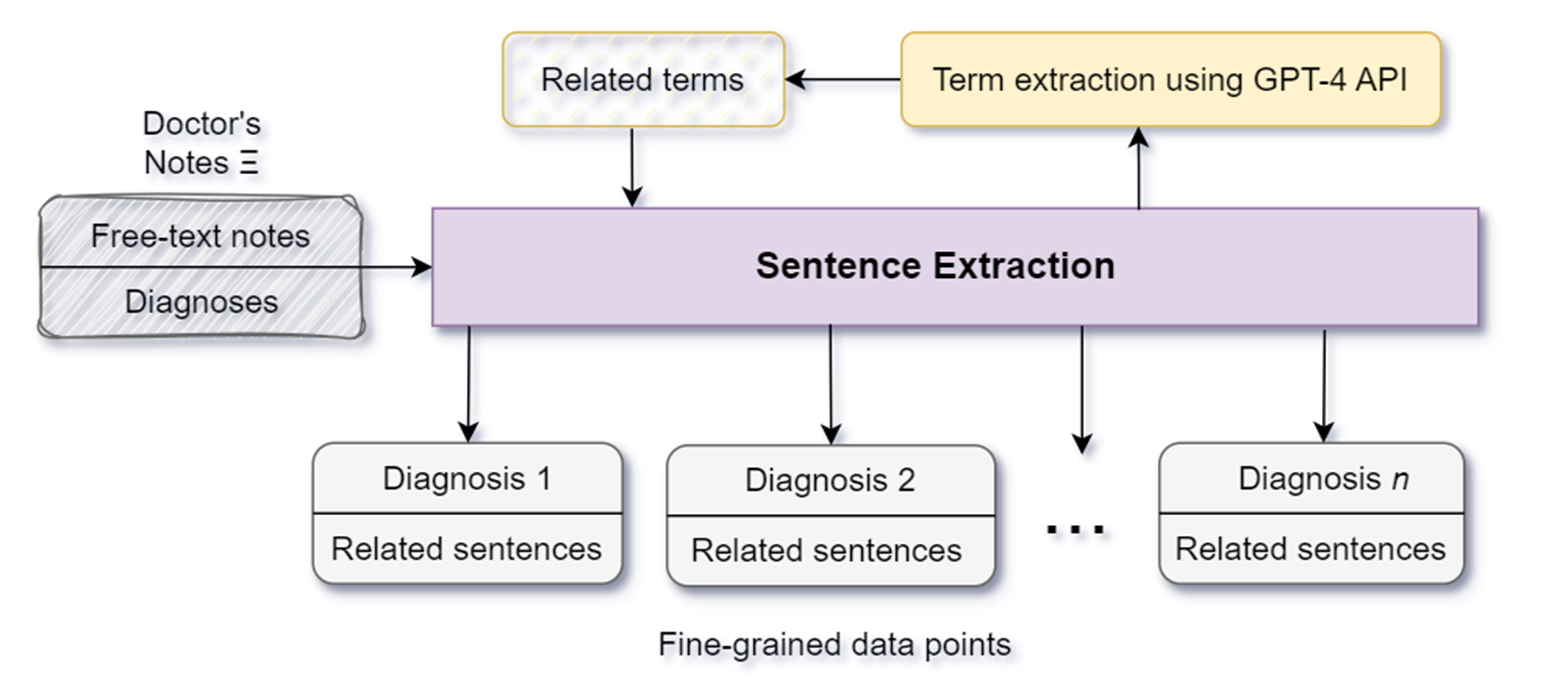 Related terms
Term extraction using GPT-4 API
Doctor's
Notes Ξ
Free-text notes
Diagnoses
Sentence Extraction
Diagnosis 1
Related sentences
Diagnosis 2
Related sentences
...
Diagnosis n
Related sentences
Fine-grained data points